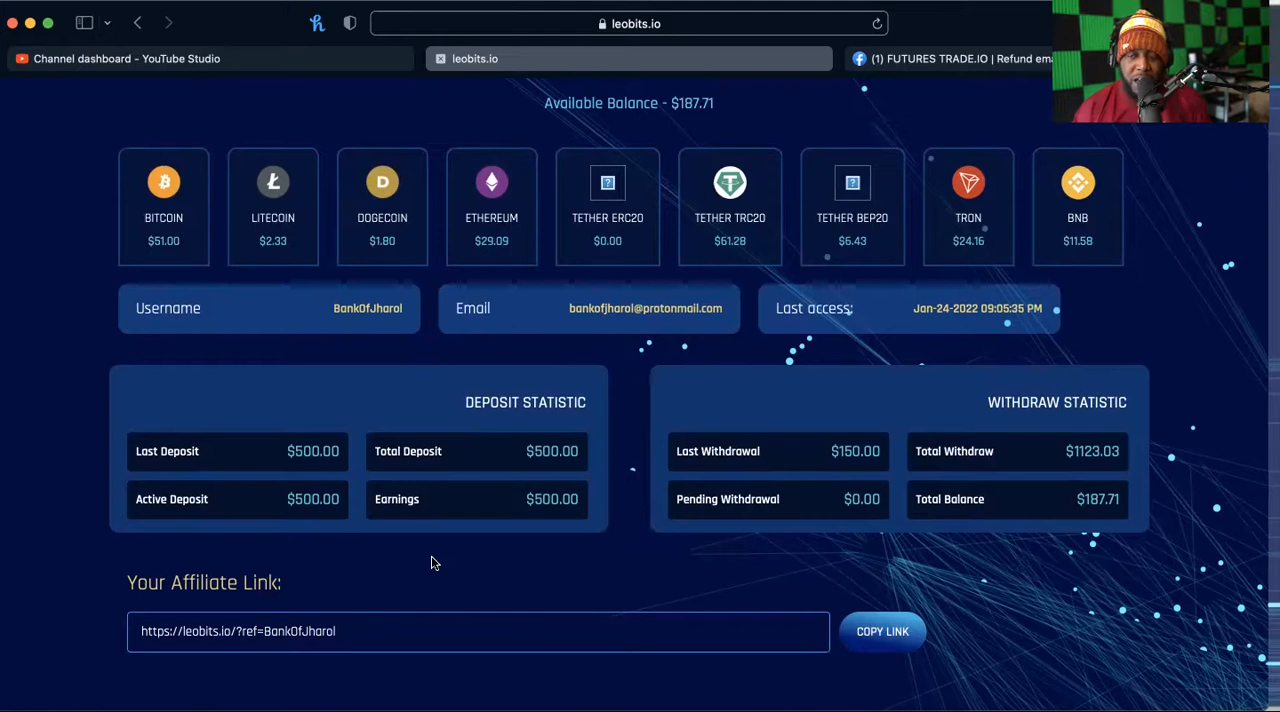 leobits.io
Channel dashboard - YouTube Studio
leobits.io
(1) FUTURES TRADE.IO | Refund ema
Available Balance - $187.71
BITCOIN
$51.00
LITECOIN
$2.33
DOGECOIN
$1.80
ETHEREUM
$29.09
TETHER ERC20
$0.00
TETHER TRC20
$61.28
TETHER BEP20
$6.43
TRON
$24.16
BNB
$11.58
Username BankOfJharol
Email bankofjharol@protonmail.com
Last access: Jan-24-2022 09:05:35 PM
DEPOSIT STATISTIC
Last Deposit $500.00
Total Deposit $500.00
Active Deposit $500.00
Earnings $500.00
WITHDRAW STATISTIC
Last Withdrawal $150.00
Total Withdraw $1123.03
Pending Withdrawal $0.00
Total Balance $187.71
Your Affiliate Link:
https://leobits.io/?ref=BankOfJharol
COPY LINK